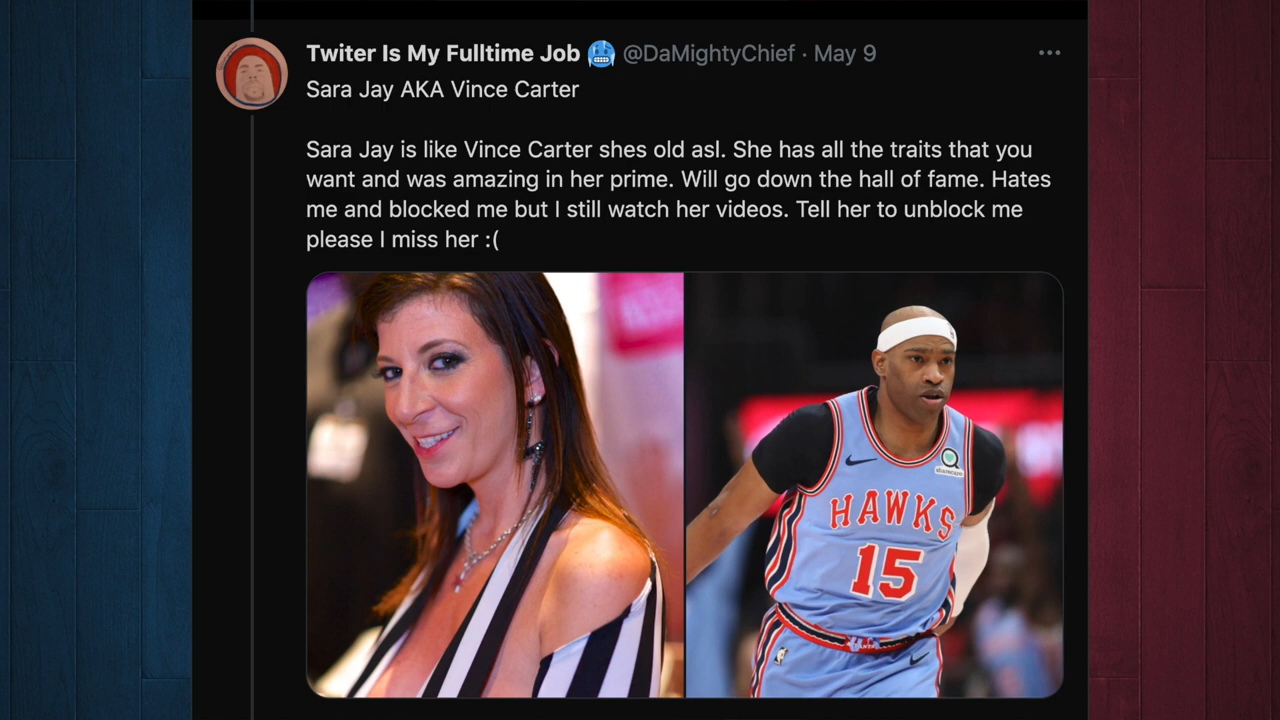 Twiter Is My Fulltime Job 🥶 @DaMightyChief · May 9
Sara Jay AKA Vince Carter
Sara Jay is like Vince Carter shes old asl. She has all the traits that you
want and was amazing in her prime. Will go down the hall of fame. Hates
me and blocked me but I still watch her videos. Tell her to unblock me
please I miss her :(
sharecare
HAWKS
15